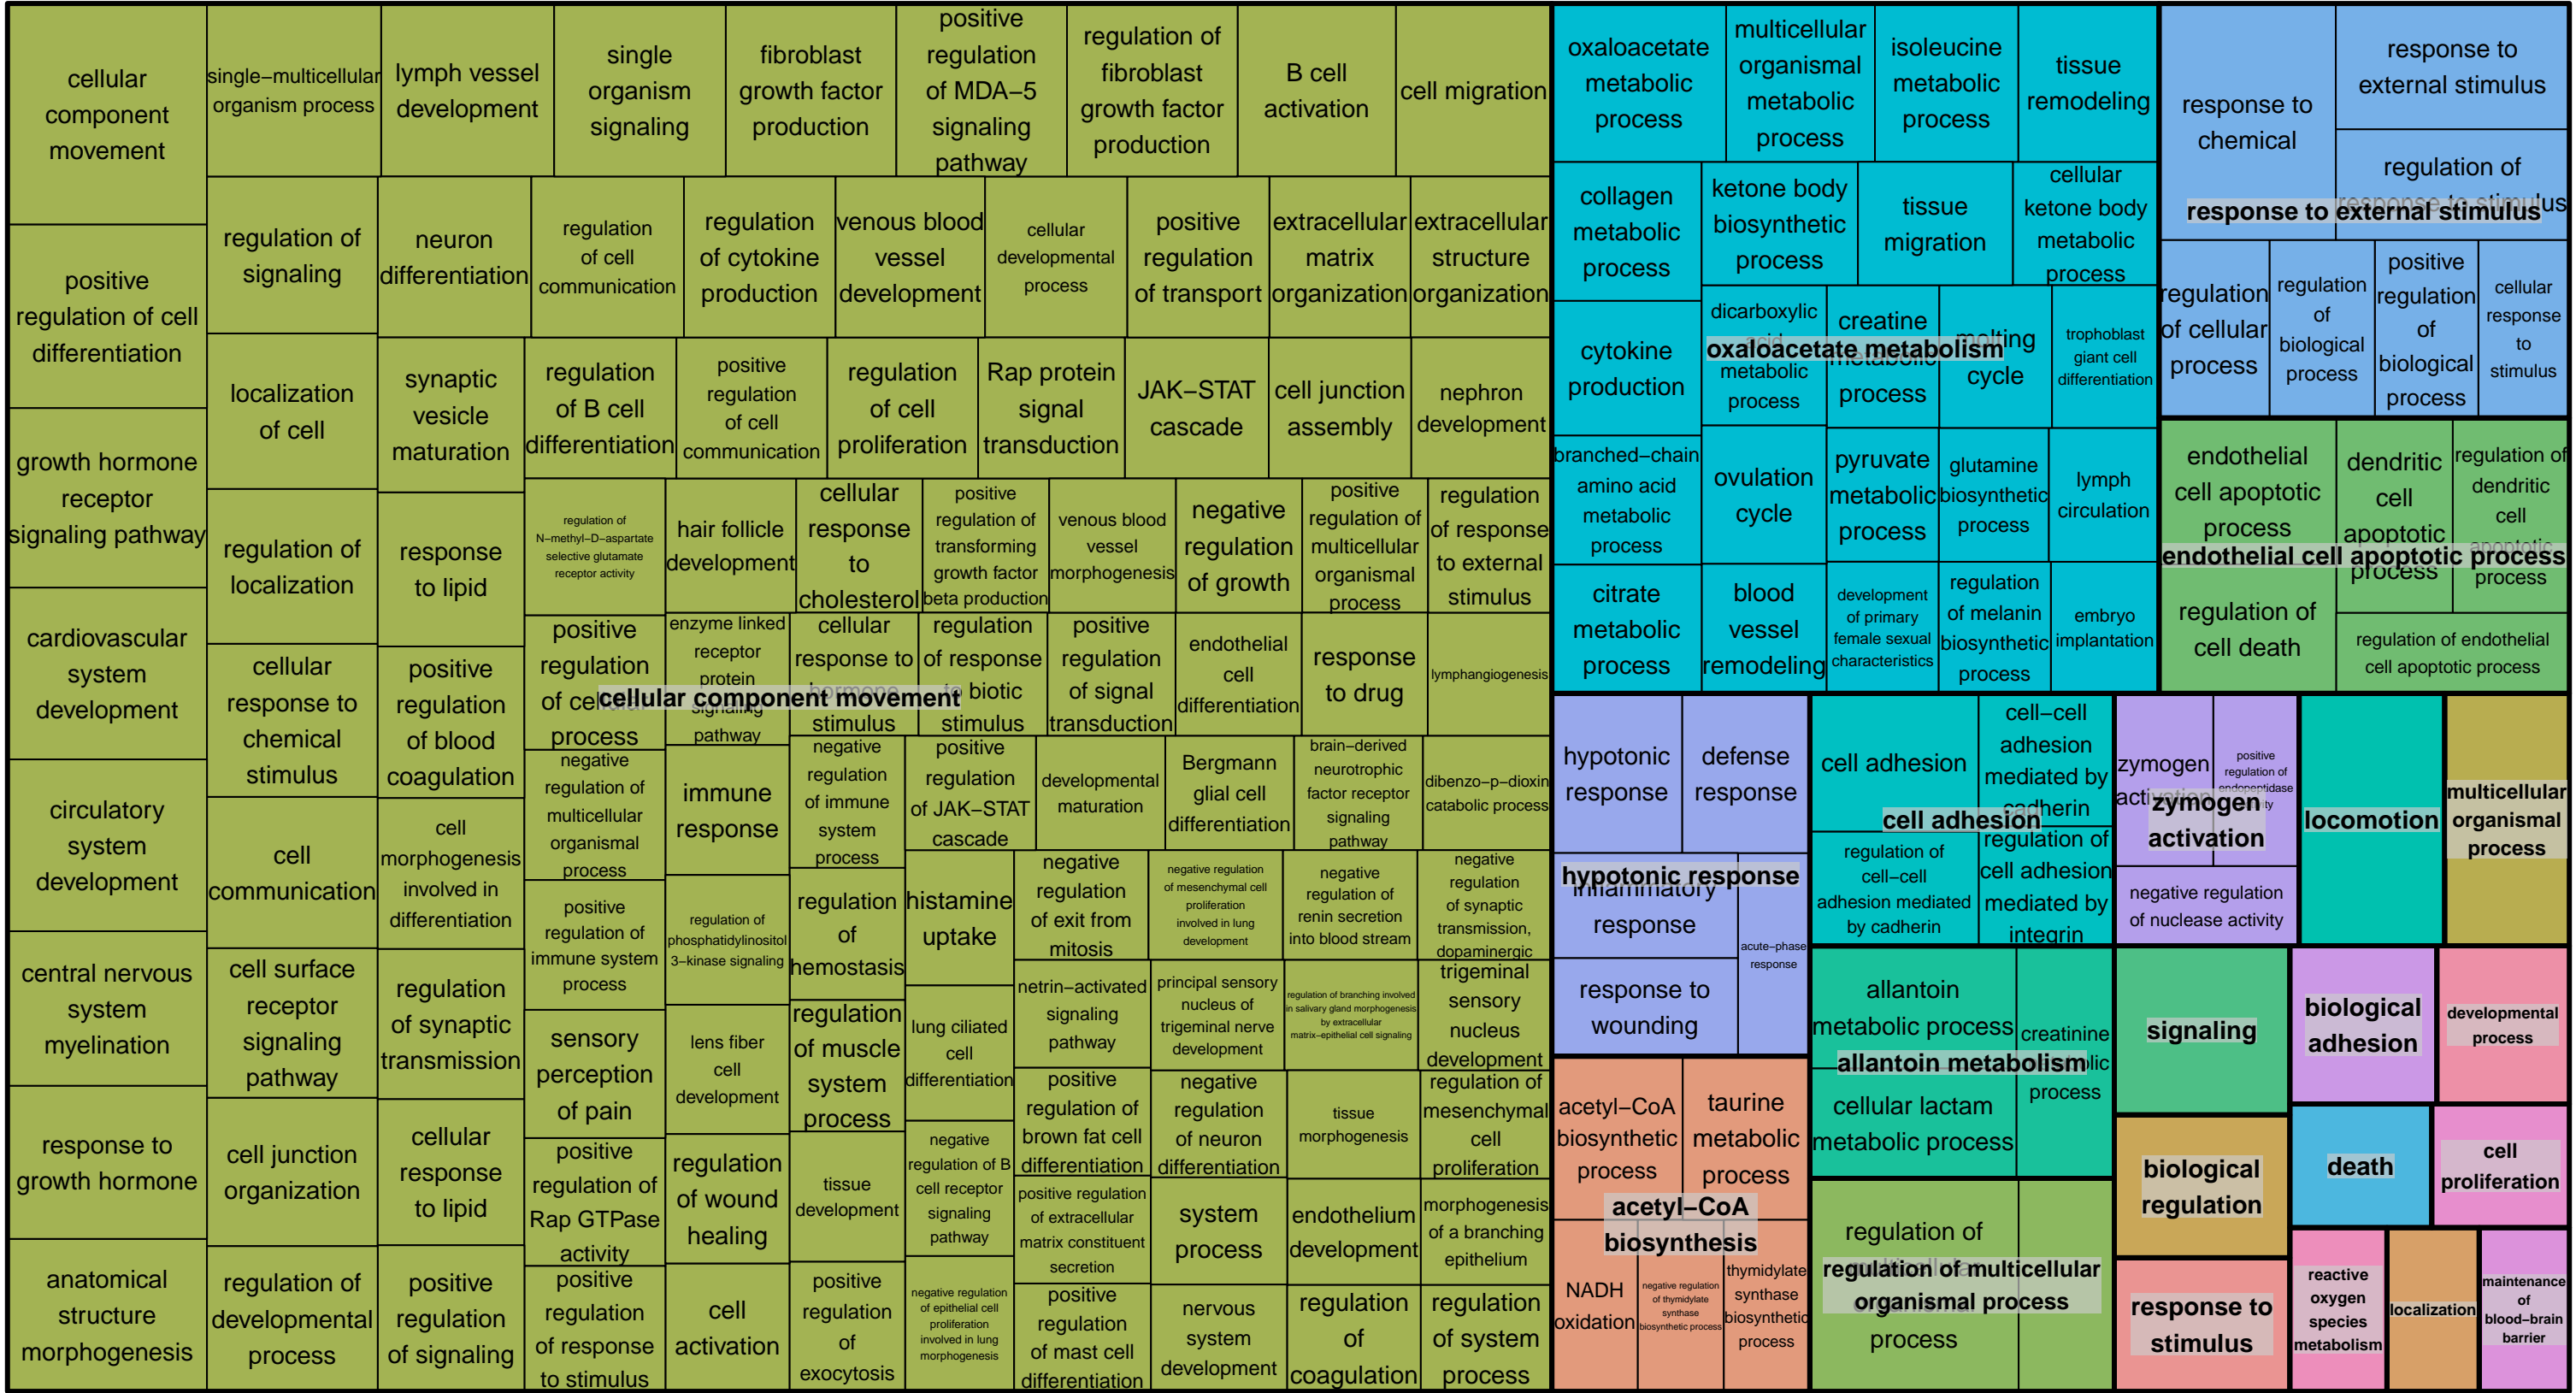 cellular
component
movement
single−multicellular
organism process
lymph vessel
development
single
organism
signaling
fibroblast
growth factor
production
positive
regulation
of MDA−5
signaling
pathway
regulation of
fibroblast
growth factor
production
B cell
activation
cell migration
positive
regulation of cell
differentiation
growth hormone
receptor
signaling pathway
cardiovascular
system
development
circulatory
system
development
central nervous
system
myelination
response to
growth hormone
anatomical
structure
morphogenesis
regulation of
signaling
localization
of cell
regulation of
localization
cellular
response to
chemical
stimulus
cell
communication
cell surface
receptor
signaling
pathway
cell junction
organization
regulation of
developmental
process
neuron
differentiation
synaptic
vesicle
maturation
response
to lipid
positive
regulation
of blood
coagulation
cell
morphogenesis
involved in
differentiation
regulation
of synaptic
transmission
cellular
response
to lipid
positive
regulation
of signaling
regulation
of cell
communication
regulation
of cytokine
production
venous blood
vessel
development
cellular
developmental
process
positive
regulation
of transport
extracellular
matrix
organization
extracellular
structure
organization
regulation
of B cell
differentiation
positive
regulation
of cell
communication
regulation
of cell
proliferation
Rap protein
signal
transduction
JAK−STAT
cascade
cell junction
assembly
nephron
development
regulation of
N−methyl−D−aspartate
selective glutamate
receptor activity
hair follicle
development
cellular
response
to
cholesterol
positive
regulation of
transforming
growth factor
beta production
venous blood
vessel
morphogenesis
negative
regulation
of growth
positive
regulation of
multicellular
organismal
process
regulation
of response
to external
stimulus
positive
regulation
of cellular
process
enzyme linked
receptor
protein
signaling
pathway
cellular
response to
hormone
stimulus
regulation
of response
to biotic
stimulus
positive
regulation
of signal
transduction
endothelial
cell
differentiation
response
to drug
lymphangiogenesis
cellular component movement
negative
regulation of
multicellular
organismal
process
immune
response
negative
regulation
of immune
system
process
positive
regulation
of JAK−STAT
cascade
developmental
maturation
Bergmann
glial cell
differentiation
brain−derived
neurotrophic
factor receptor
signaling
pathway
dibenzo−p−dioxin
catabolic process
positive
regulation of
immune system
process
regulation of
phosphatidylinositol
3−kinase signaling
regulation
of
hemostasis
histamine
uptake
negative
regulation
of exit from
mitosis
negative regulation
of mesenchymal cell
proliferation
involved in lung
development
negative
regulation of
renin secretion
into blood stream
negative
regulation
of synaptic
transmission,
dopaminergic
sensory
perception
of pain
lens fiber
cell
development
regulation
of muscle
system
process
lung ciliated
cell
differentiation
netrin−activated
signaling
pathway
principal sensory
nucleus of
trigeminal nerve
development
regulation of branching involved
in salivary gland morphogenesis
by extracellular
matrix−epithelial cell signaling
trigeminal
sensory
nucleus
development
positive
regulation of
Rap GTPase
activity
regulation
of wound
healing
tissue
development
negative
regulation of B
cell receptor
signaling
pathway
positive
regulation of
brown fat cell
differentiation
negative
regulation
of neuron
differentiation
tissue
morphogenesis
regulation of
mesenchymal
cell
proliferation
positive regulation
of extracellular
matrix constituent
secretion
system
process
endothelium
development
morphogenesis
of a branching
epithelium
positive
regulation
of response
to stimulus
cell
activation
positive
regulation
of
exocytosis
negative regulation
of epithelial cell
proliferation
involved in lung
morphogenesis
positive
regulation
of mast cell
differentiation
nervous
system
development
regulation
of
coagulation
regulation
of system
process
oxaloacetate
metabolic
process
multicellular
organismal
metabolic
process
isoleucine
metabolic
process
tissue
remodeling
collagen
metabolic
process
ketone body
biosynthetic
process
tissue
migration
cellular
ketone body
metabolic
process
cytokine
production
dicarboxylic
acid
metabolic
process
creatine
metabolic
process
molting
cycle
trophoblast
giant cell
differentiation
oxaloacetate metabolism
branched−chain
amino acid
metabolic
process
ovulation
cycle
pyruvate
metabolic
process
glutamine
biosynthetic
process
lymph
circulation
citrate
metabolic
process
blood
vessel
remodeling
development
of primary
female sexual
characteristics
regulation
of melanin
biosynthetic
process
embryo
implantation
response to
chemical
response to
external stimulus
regulation of
response to stimulus
response to external stimulus
regulation
of cellular
process
regulation
of
biological
process
positive
regulation
of
biological
process
cellular
response
to
stimulus
endothelial
cell apoptotic
process
dendritic
cell
apoptotic
process
regulation of
dendritic
cell
apoptotic
process
endothelial cell apoptotic process
regulation of
cell death
regulation of endothelial
cell apoptotic process
hypotonic
response
defense
response
hypotonic response
inflammatory
response
acute−phase
response
response to
wounding
cell adhesion
cell−cell
adhesion
mediated by
cadherin
cell adhesion
regulation of
cell−cell
adhesion mediated
by cadherin
regulation of
cell adhesion
mediated by
integrin
zymogen
activation
positive
regulation of
endopeptidase
activity
zymogen
activation
negative regulation
of nuclease activity
locomotion
multicellular
organismal
process
allantoin
metabolic process
creatinine
metabolic
process
allantoin metabolism
cellular lactam
metabolic process
signaling
biological
adhesion
developmental
process
acetyl−CoA
biosynthetic
process
taurine
metabolic
process
acetyl−CoA
biosynthesis
NADH
oxidation
negative regulation
of thymidylate
synthase
biosynthetic process
thymidylate
synthase
biosynthetic
process
regulation of
multicellular
organismal
process
regulation of multicellular
organismal process
biological
regulation
death
cell
proliferation
response to
stimulus
reactive
oxygen
species
metabolism
localization
maintenance
of
blood−brain
barrier